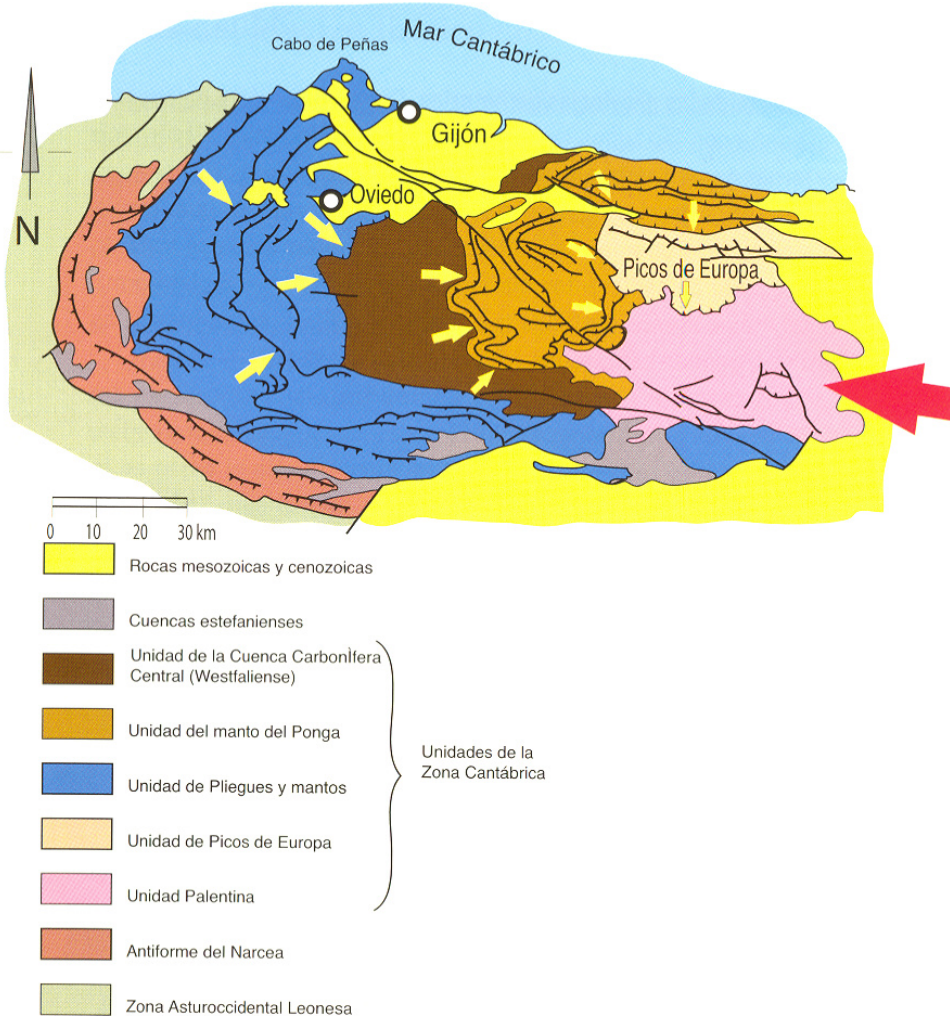 Cabo de Peñas
Mar Cantábrico
Gijón
Oviedo
N
Picos de Europa
0 10 20 30 km
Rocas mesozoicas y cenozoicas
Cuencas estefanienses
Unidad de la Cuenca Carbonìfera
Central (Westfaliense)
Unidad del manto del Ponga
Unidades de la
Zona Cantábrica
Unidad de Pliegues y mantos
Unidad de Picos de Europa
Unidad Palentina
Antiforme del Narcea
Zona Asturoccidental Leonesa